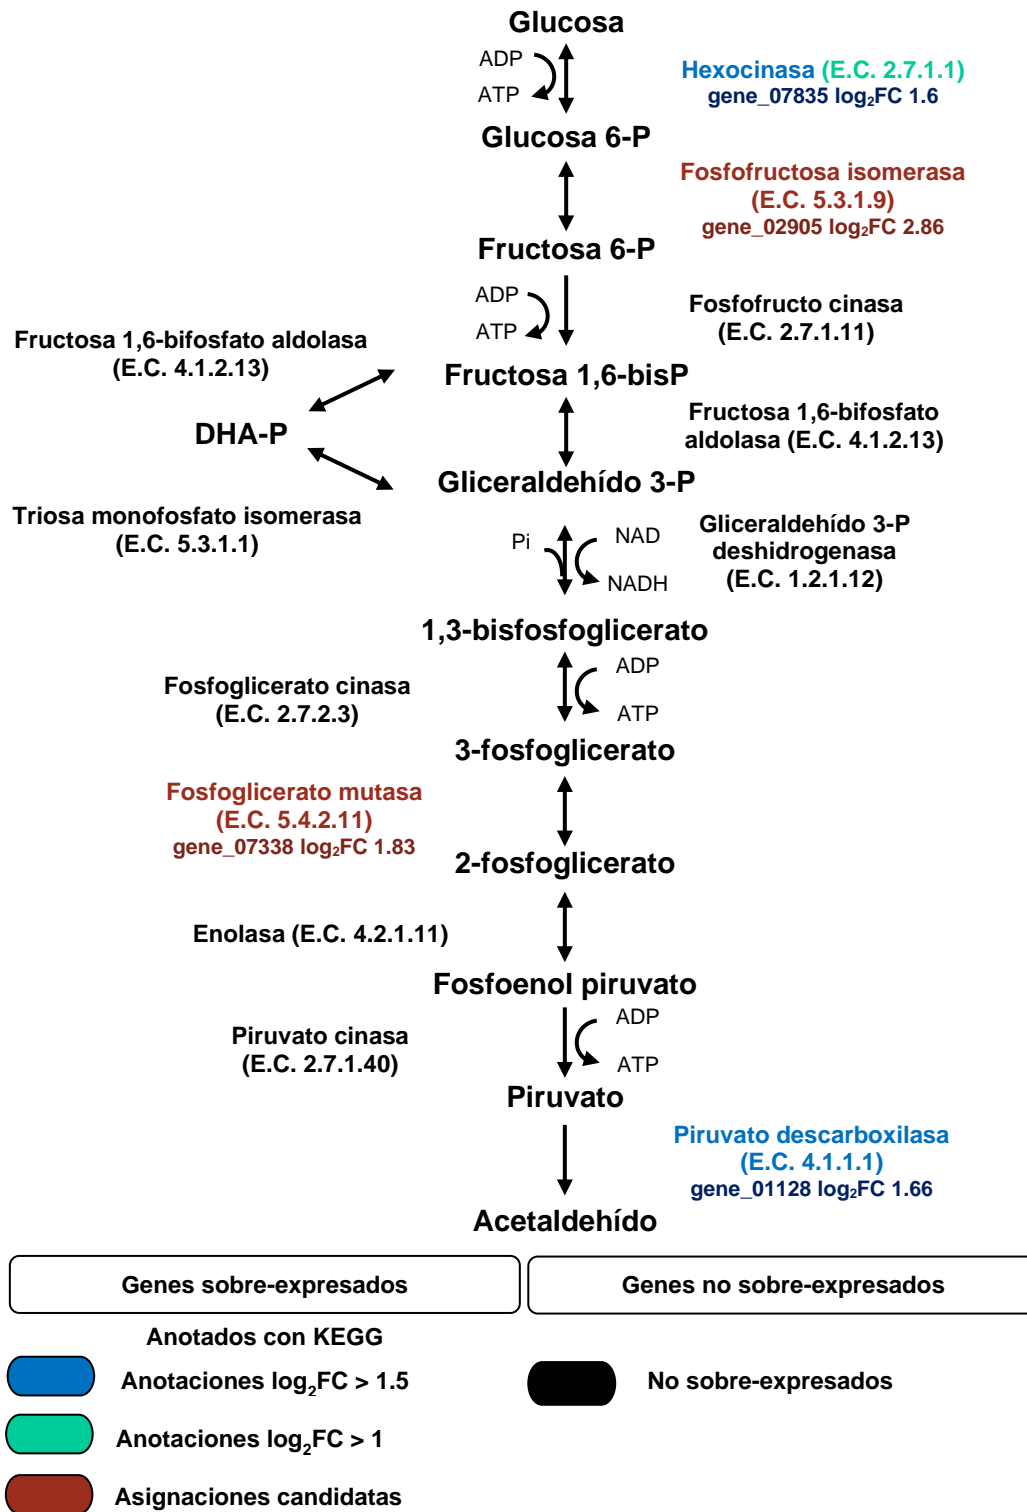 Glucosa
ADP
ATP
Hexocinasa (E.C. 2.7.1.1)
gene_07835 log₂FC 1.6
Glucosa 6-P
Fosfofructosa isomerasa
(E.C. 5.3.1.9)
gene_02905 log₂FC 2.86
Fructosa 6-P
ADP
ATP
Fosfofructo cinasa
(E.C. 2.7.1.11)
Fructosa 1,6-bifosfato aldolasa
(E.C. 4.1.2.13)
Fructosa 1,6-bisP
DHA-P
Fructosa 1,6-bifosfato
aldolasa (E.C. 4.1.2.13)
Gliceraldehído 3-P
Triosa monofosfato isomerasa
(E.C. 5.3.1.1)
Pi
NAD
NADH
Gliceraldehído 3-P
deshidrogenasa
(E.C. 1.2.1.12)
1,3-bisfosfoglicerato
Fosfoglicerato cinasa
(E.C. 2.7.2.3)
ADP
ATP
3-fosfoglicerato
Fosfoglicerato mutasa
(E.C. 5.4.2.11)
gene_07338 log₂FC 1.83
2-fosfoglicerato
Enolasa (E.C. 4.2.1.11)
Fosfoenol piruvato
Piruvato cinasa
(E.C. 2.7.1.40)
ADP
ATP
Piruvato
Piruvato descarboxilasa
(E.C. 4.1.1.1)
gene_01128 log₂FC 1.66
Acetaldehído
Genes sobre-expresados
Genes no sobre-expresados
Anotados con KEGG
Anotaciones log₂FC > 1.5
No sobre-expresados
Anotaciones log₂FC > 1
Asignaciones candidatas